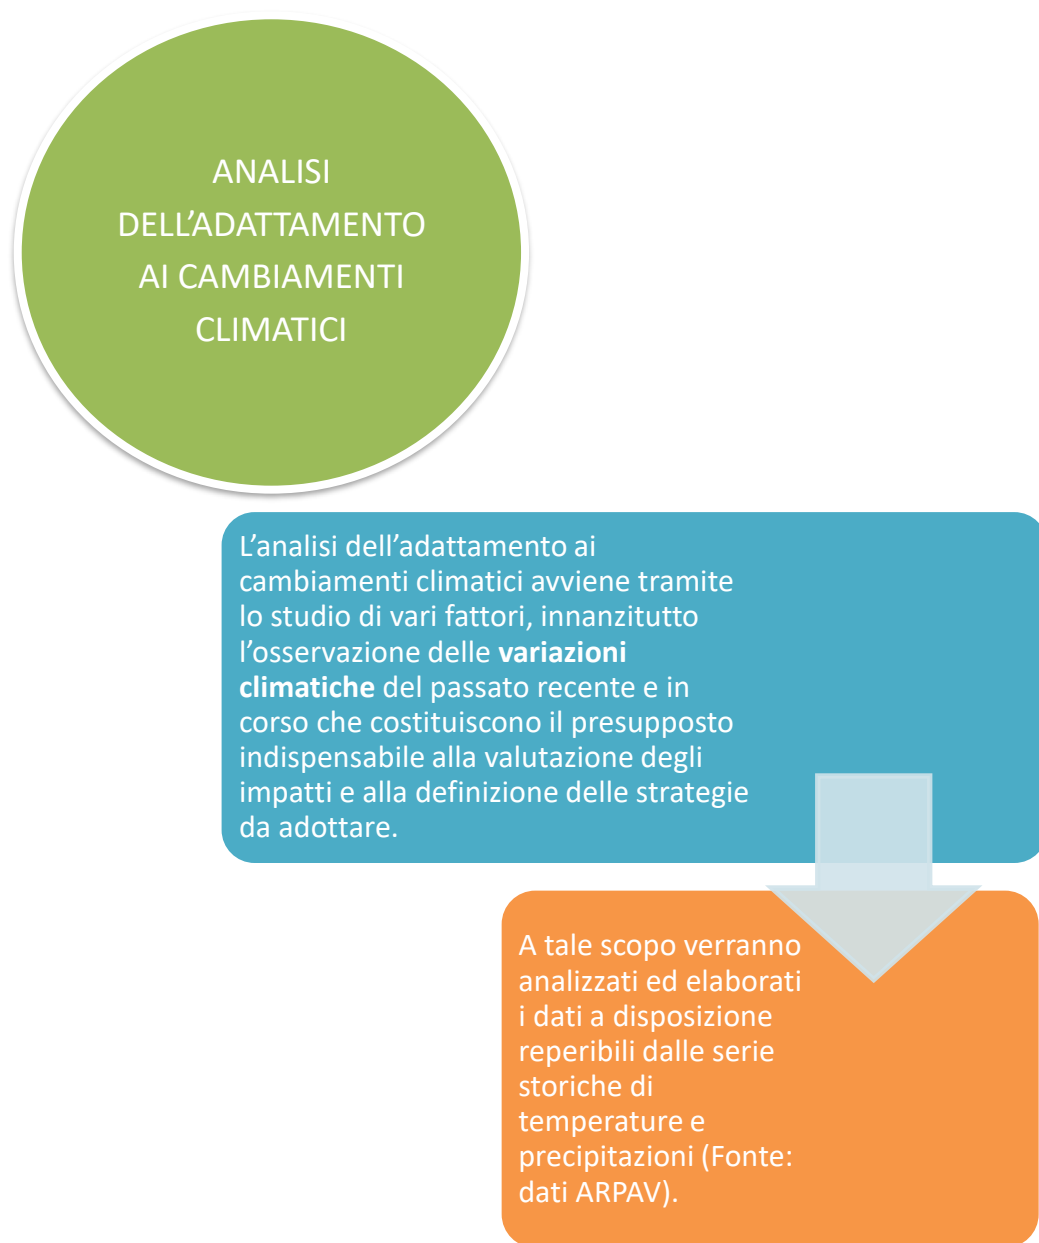 ANALISI
DELL’ADATTAMENTO
AI CAMBIAMENTI
CLIMATICI
L’analisi dell’adattamento ai
cambiamenti climatici avviene tramite
lo studio di vari fattori, innanzitutto
l’osservazione delle variazioni
climatiche del passato recente e in
corso che costituiscono il presupposto
indispensabile alla valutazione degli
impatti e alla definizione delle strategie
da adottare.
A tale scopo verranno
analizzati ed elaborati
i dati a disposizione
reperibili dalle serie
storiche di
temperature e
precipitazioni (Fonte:
dati ARPAV).